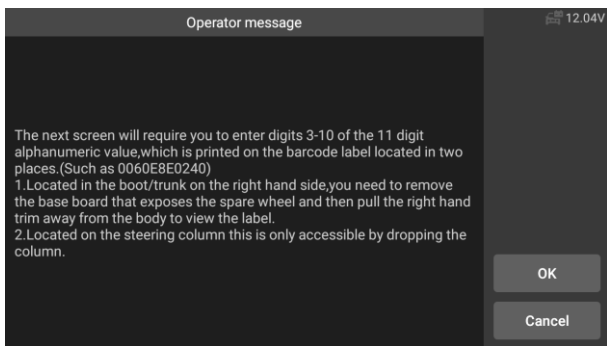 Operator message
12.04V
The next screen will require you to enter digits 3-10 of the 11 digit
alphanumeric value,which is printed on the barcode label located in two
places.(Such as 0060E8E0240)
1.Located in the boot/trunk on the right hand side,you need to remove
the base board that exposes the spare wheel and then pull the right hand
trim away from the body to view the label.
2.Located on the steering column this is only accessible by dropping the
column.
OK
Cancel